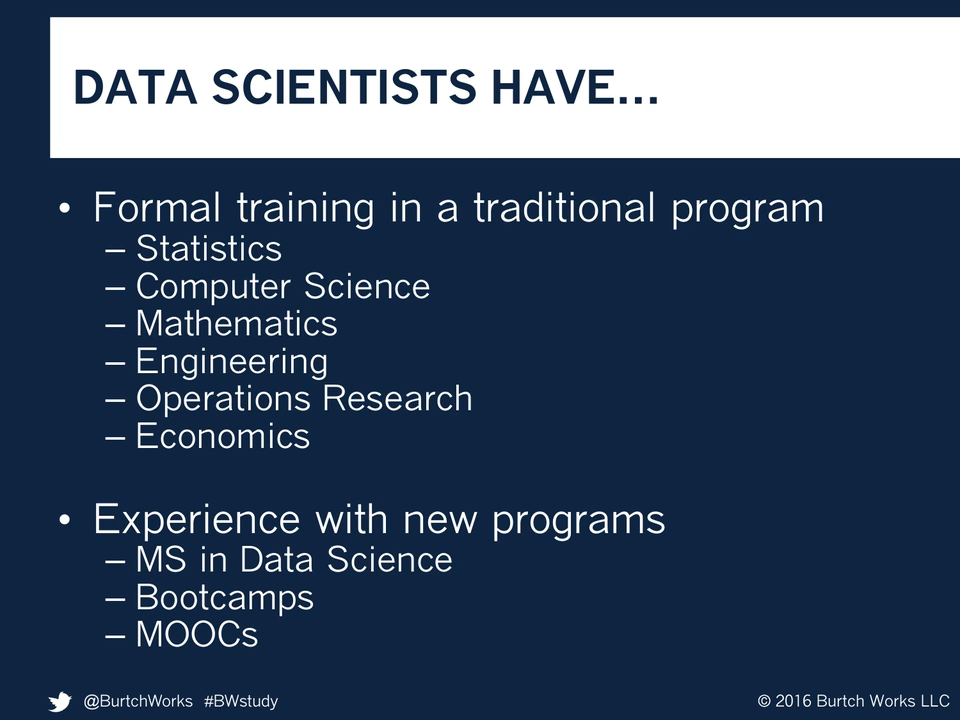 DATA SCIENTISTS HAVE...
• Formal training in a traditional program
– Statistics
– Computer Science
– Mathematics
– Engineering
– Operations Research
– Economics
• Experience with new programs
– MS in Data Science
– Bootcamps
– MOOCs
@BurtchWorks #BWstudy
© 2016 Burtch Works LLC